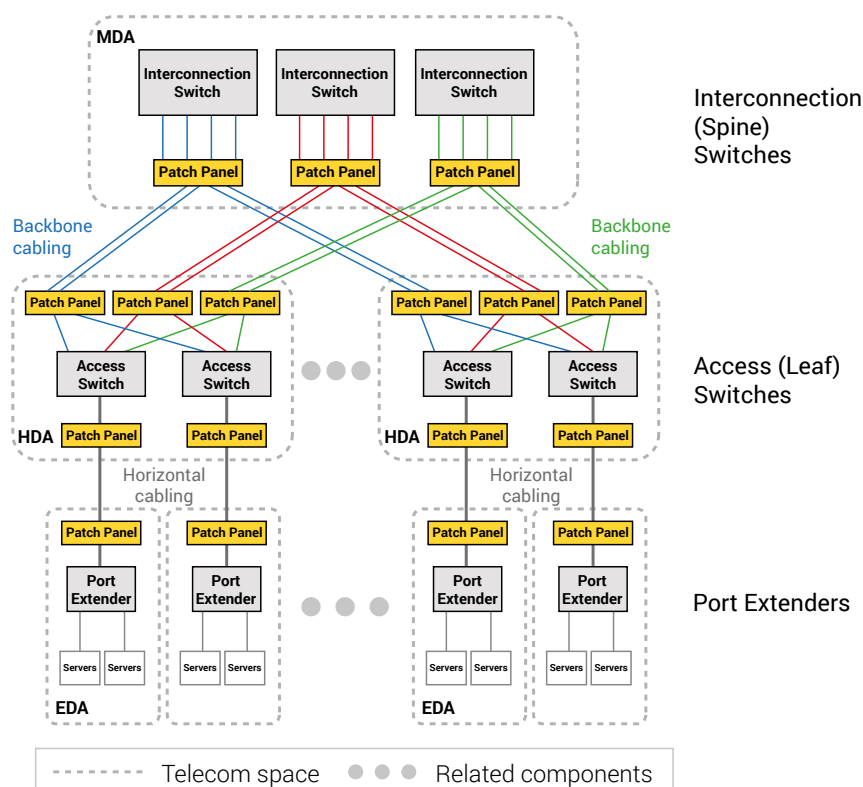 MDA
Interconnection
Switch
Interconnection
Switch
Interconnection
Switch
Interconnection
(Spine)
Switches
Patch Panel
Patch Panel
Patch Panel
Backbone
cabling
Backbone
cabling
Patch Panel
Patch Panel
Patch Panel
Patch Panel
Patch Panel
Patch Panel
Access
Switch
Access
Switch
Access
Switch
Access
Switch
Access (Leaf)
Switches
HDA
Patch Panel
Patch Panel
HDA
Patch Panel
Patch Panel
Horizontal
cabling
Horizontal
cabling
Patch Panel
Patch Panel
Patch Panel
Patch Panel
Port
Extender
Port
Extender
Port
Extender
Port
Extender
Port Extenders
Servers
Servers
Servers
Servers
Servers
Servers
Servers
Servers
EDA
EDA
Telecom space
Related components